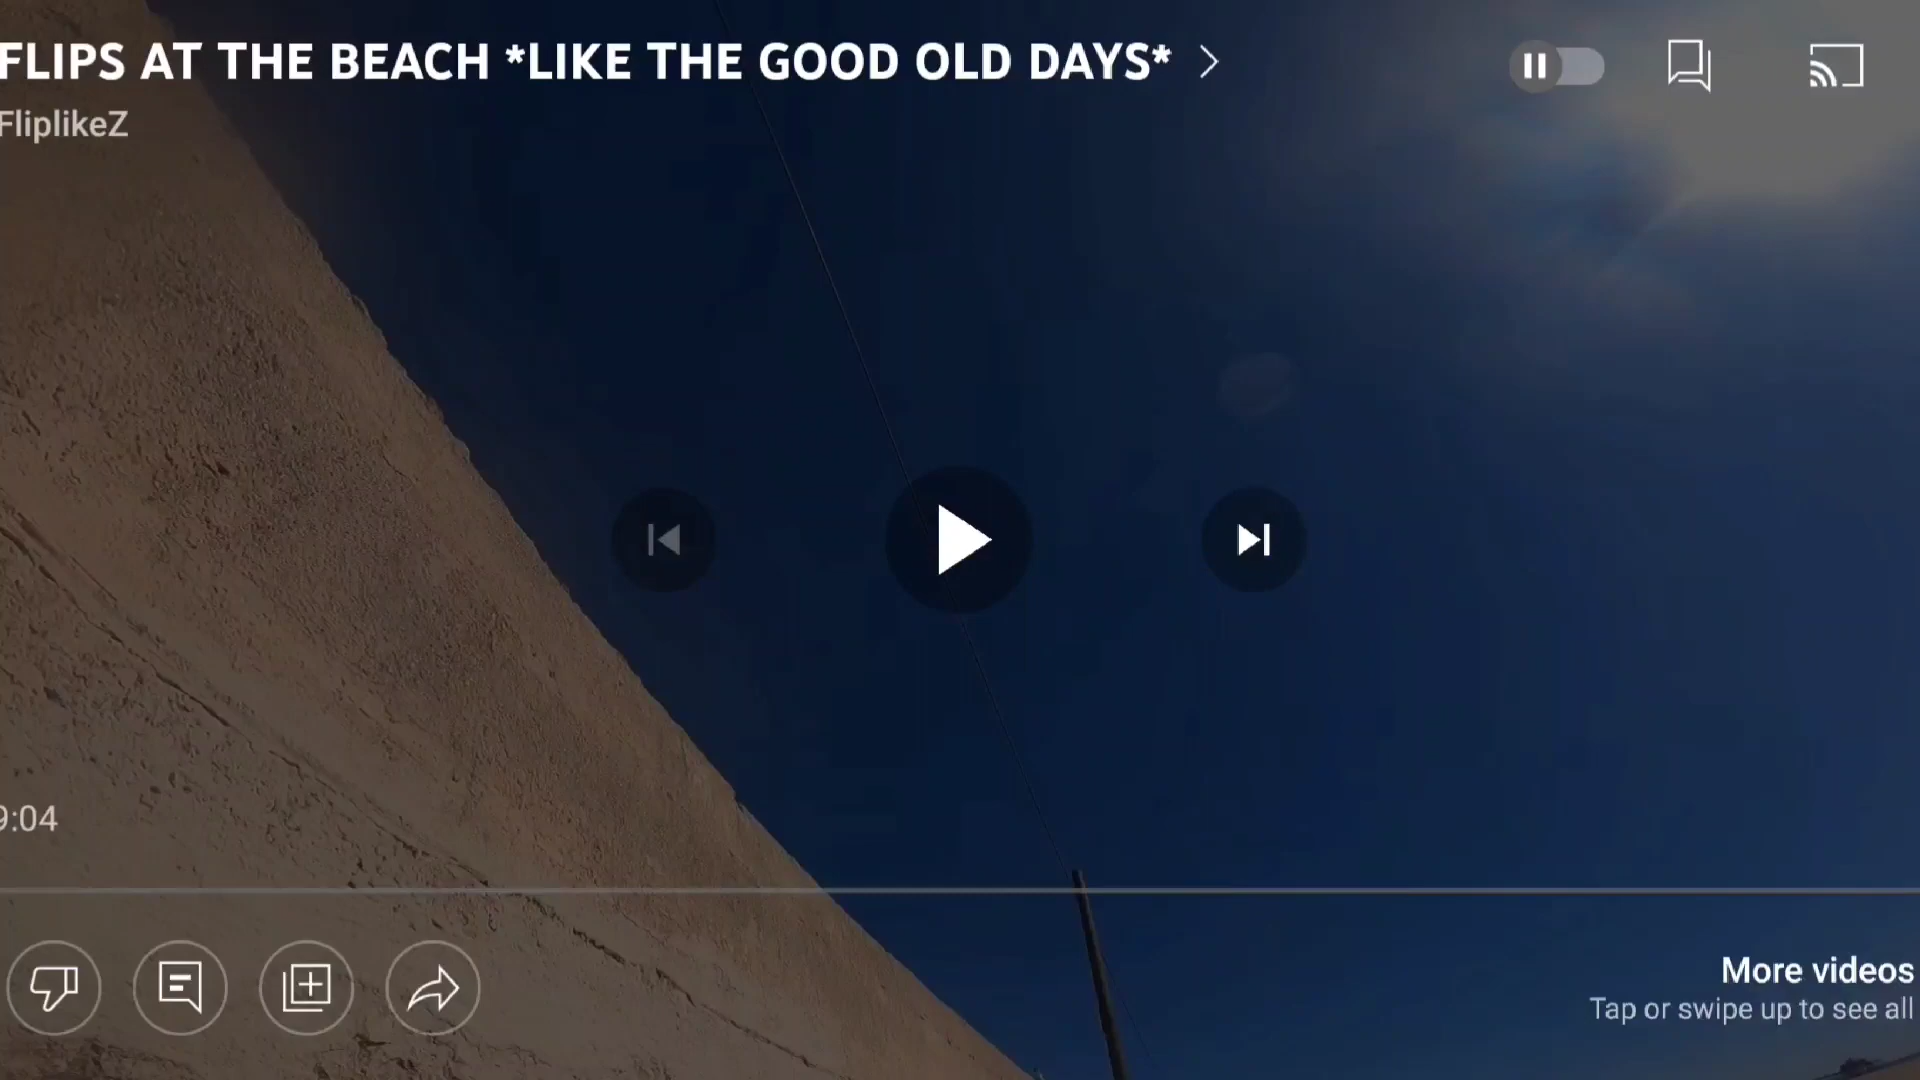 FLIPS AT THE BEACH *LIKE THE GOOD OLD DAYS*
FliplikeZ
9:04
More videos
Tap or swipe up to see all